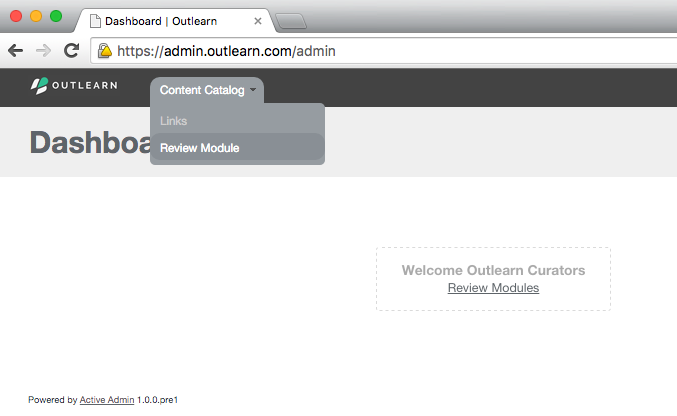 Dashboard | Outlearn
https://admin.outlearn.com/admin
OUTLEARN
Content Catalog
Links
Review Module
Welcome Outlearn Curators
Review Modules
Powered by Active Admin 1.0.0.pre1